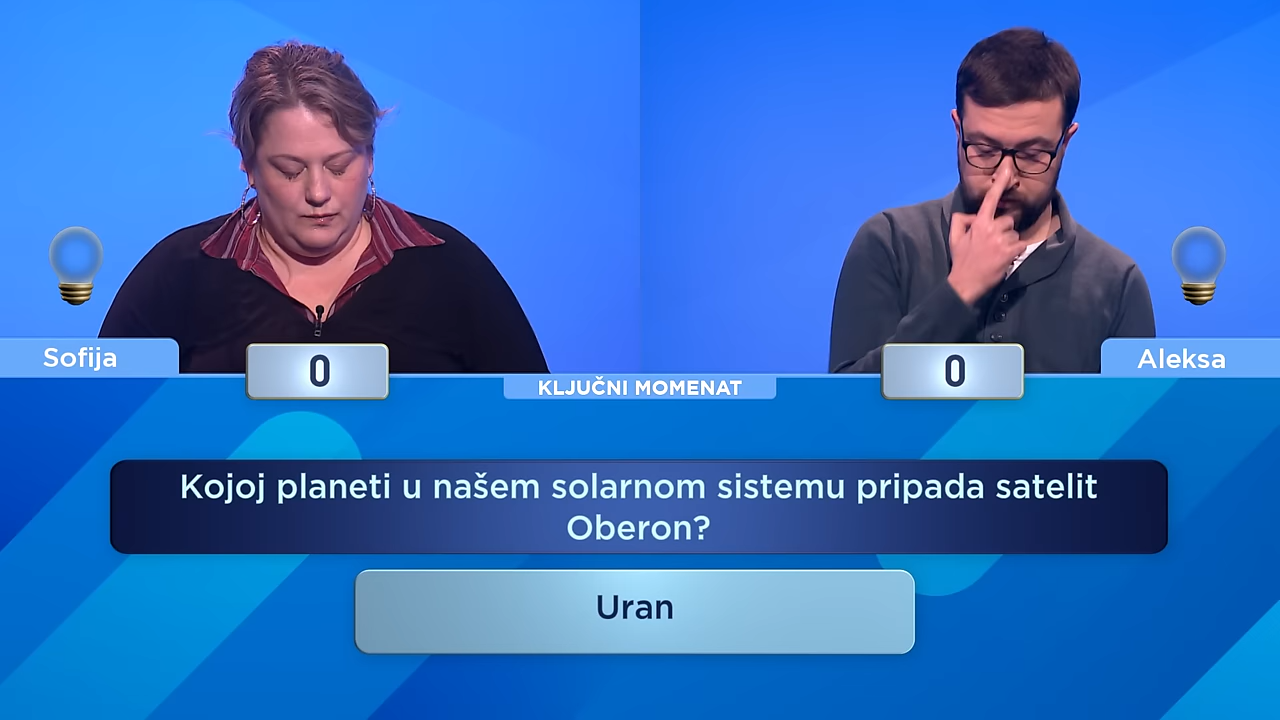 Sofija
0
KLJUČNI MOMENAT
0
Aleksa
Kojoj planeti u našem solarnom sistemu pripada satelit
Oberon?
Uran